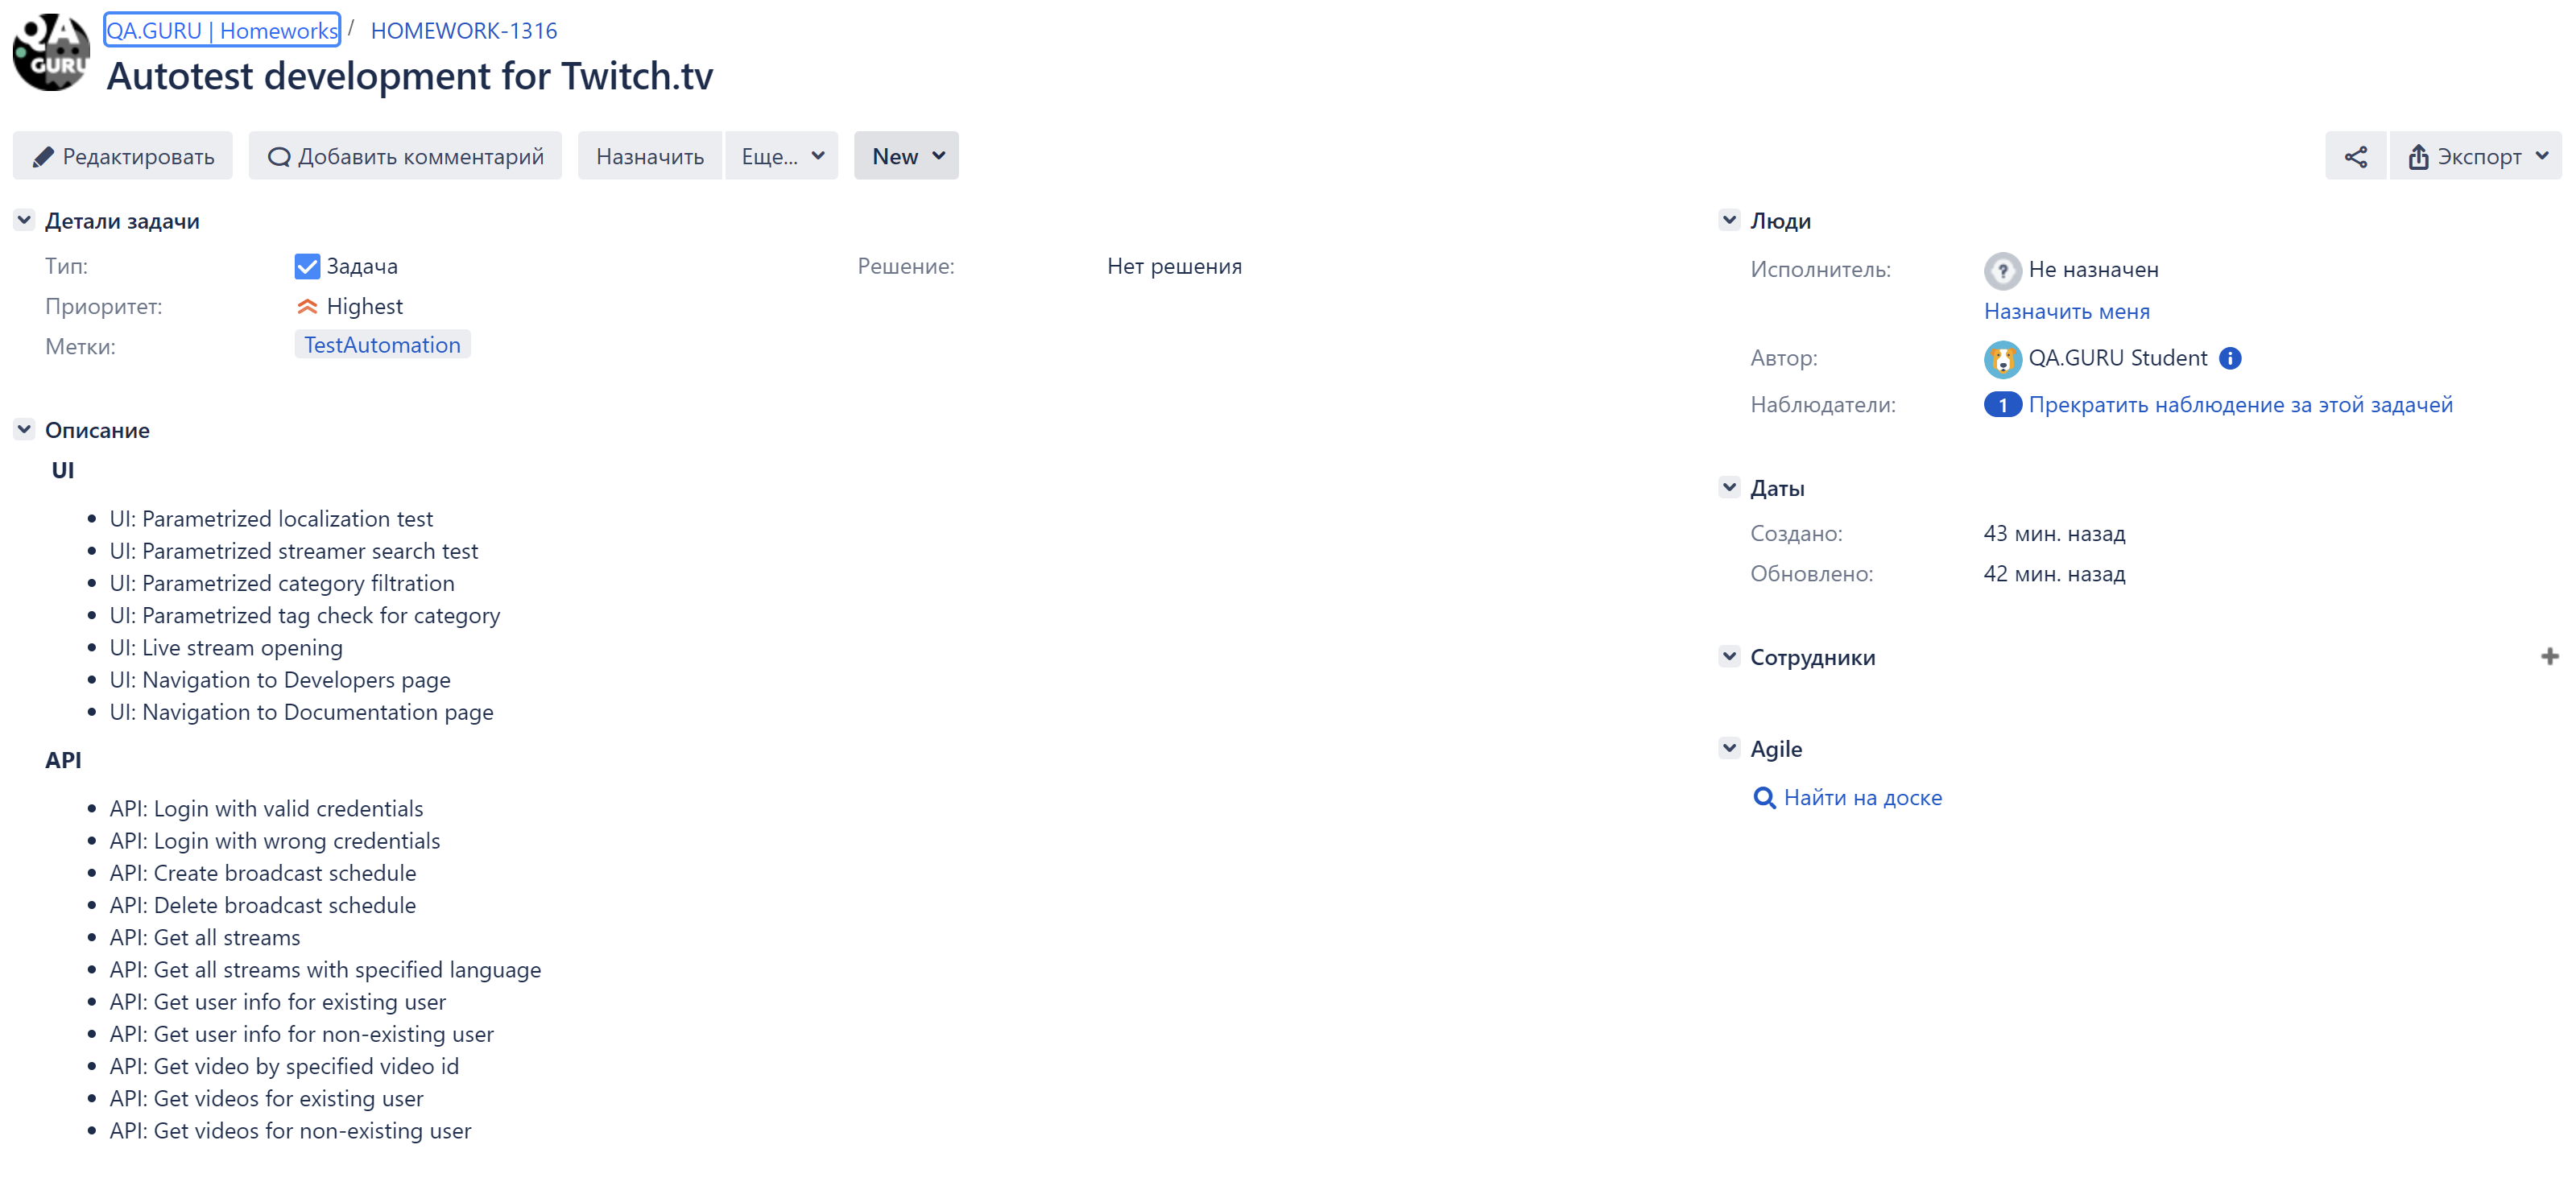 QA
GURU
QA.GURU | Homeworks / HOMEWORK-1316
Autotest development for Twitch.tv
Редактировать Добавить комментарий Назначить Еще... New Экспорт
Детали задачи
Тип: Задача Решение: Нет решения
Приоритет: Highest
Метки: TestAutomation
Описание
UI
• UI: Parametrized localization test
• UI: Parametrized streamer search test
• UI: Parametrized category filtration
• UI: Parametrized tag check for category
• UI: Live stream opening
• UI: Navigation to Developers page
• UI: Navigation to Documentation page
API
• API: Login with valid credentials
• API: Login with wrong credentials
• API: Create broadcast schedule
• API: Delete broadcast schedule
• API: Get all streams
• API: Get all streams with specified language
• API: Get user info for existing user
• API: Get user info for non-existing user
• API: Get video by specified video id
• API: Get videos for existing user
• API: Get videos for non-existing user
Люди
Исполнитель: Не назначен
Назначить меня
Автор: QA.GURU Student
Наблюдатели: 1 Прекратить наблюдение за этой задачей
Даты
Создано: 43 мин. назад
Обновлено: 42 мин. назад
Сотрудники
Agile
Найти на доске